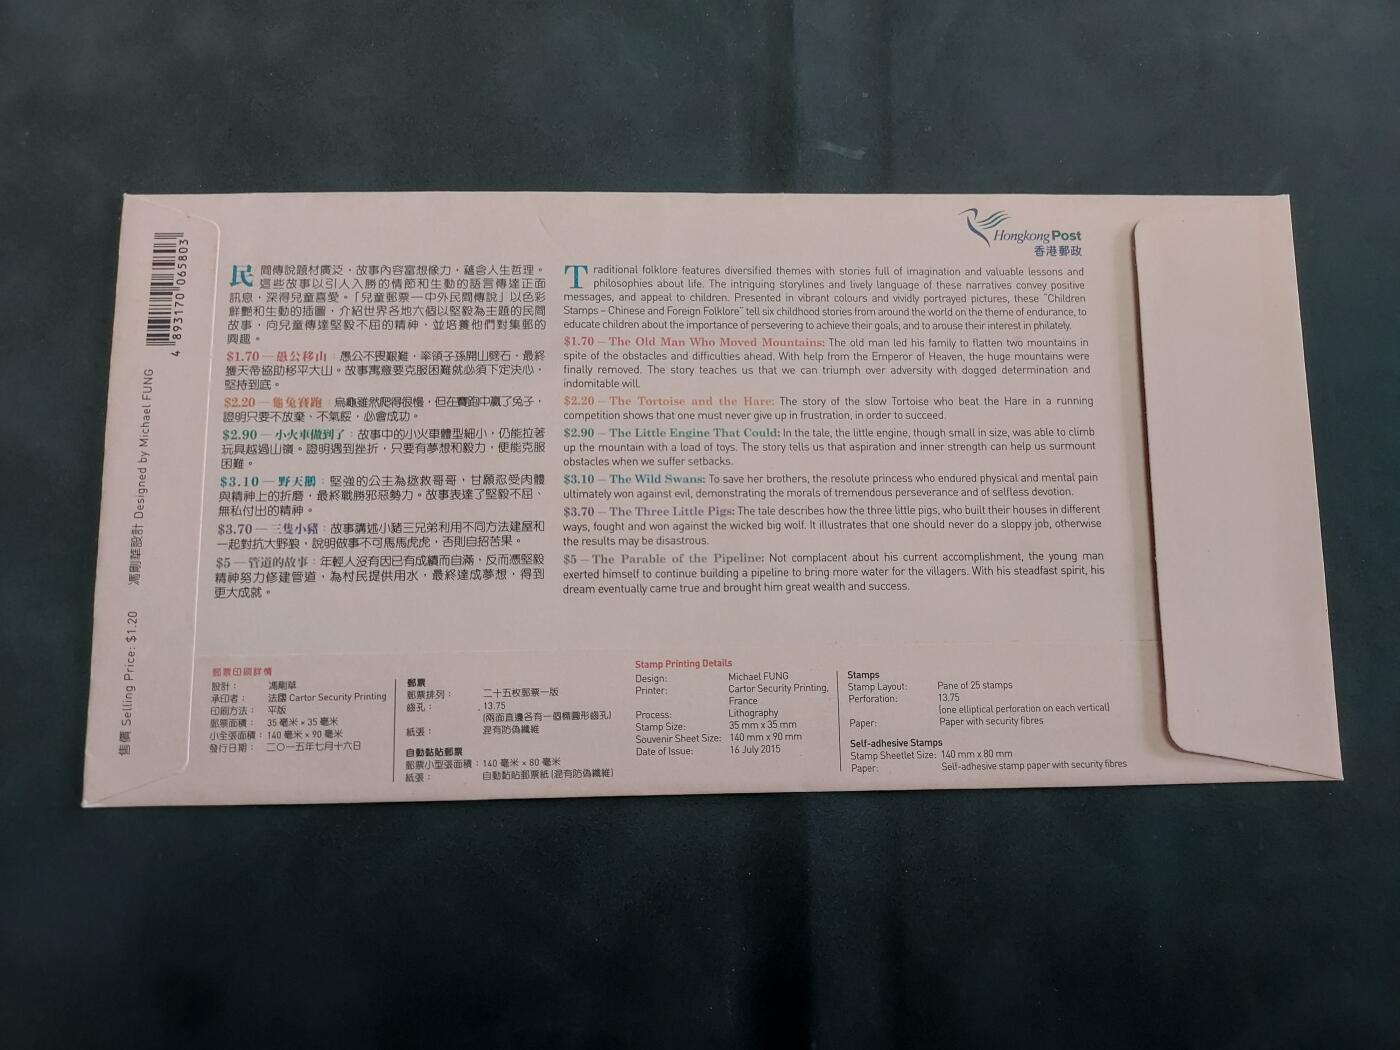 Hongkong Post
香港郵政
民間傳說題材廣泛，故事內容富想像力，蘊含人生哲理。
這些故事以引人入勝的情節和生動的語言傳達正面
訊息，深得兒童喜愛。「兒童郵票—中外民間傳說」以色彩
鮮艷和生動的插圖，介紹世界各地六個以堅毅為主題的民間
故事，向兒童傳達堅毅不屈的精神，並培養他們對集郵的
興趣。
$1.70 — 愚公移山：愚公不畏艱難，率領子孫開山劈石，最終
獲天帝協助移平大山。故事寓意要克服困難就必須下定決心，
堅持到底。
$2.20 — 龜兔賽跑：烏龜雖然爬得很慢，但在賽跑中贏了兔子，
證明只要不放棄、不氣餒，必會成功。
$2.90 — 小火車做到了：故事中的小火車體型細小，仍能拉著
玩具越過山嶺。證明遇到挫折，只要有夢想和毅力，便能克服
困難。
$3.10 — 野天鵝：堅強的公主為拯救哥哥，甘願忍受肉體
與精神上的折磨，最終戰勝邪惡勢力。故事表達了堅毅不屈、
無私付出的精神。
$3.70 — 三隻小豬：故事講述小豬三兄弟利用不同方法建屋和
一起對抗大野狼，說明做事不可馬馬虎虎，否則自招苦果。
$5 — 管道的故事：年輕人沒有因已有成績而自滿，反而憑堅毅
精神努力修建管道，為村民提供用水，最終達成夢想，得到
更大成就。
Traditional folklore features diversified themes with stories full of imagination and valuable lessons and
philosophies about life. The intriguing storylines and lively language of these narratives convey positive
messages, and appeal to children. Presented in vibrant colours and vividly portrayed pictures, these "Children
Stamps – Chinese and Foreign Folklore" tell six childhood stories from around the world on the theme of endurance, to
educate children about the importance of persevering to achieve their goals, and to arouse their interest in philately.
$1.70 — The Old Man Who Moved Mountains: The old man led his family to flatten two mountains in
spite of the obstacles and difficulties ahead. With help from the Emperor of Heaven, the huge mountains were
finally removed. The story teaches us that we can triumph over adversity with dogged determination and
indomitable will.
$2.20 — The Tortoise and the Hare: The story of the slow Tortoise who beat the Hare in a running
competition shows that one must never give up in frustration, in order to succeed.
$2.90 — The Little Engine That Could: In the tale, the little engine, though small in size, was able to climb
up the mountain with a load of toys. The story tells us that aspiration and inner strength can help us surmount
obstacles when we suffer setbacks.
$3.10 — The Wild Swans: To save her brothers, the resolute princess who endured physical and mental pain
ultimately won against evil, demonstrating the morals of tremendous perseverance and of selfless devotion.
$3.70 — The Three Little Pigs: The tale describes how the three little pigs, who built their houses in different
ways, fought and won against the wicked big wolf. It illustrates that one should never do a sloppy job, otherwise
the results may be disastrous.
$5 — The Parable of the Pipeline: Not complacent about his current accomplishment, the young man
exerted himself to continue building a pipeline to bring more water for the villagers. With his steadfast spirit, his
dream eventually came true and brought him great wealth and success.
4 893170 065803
售價 Selling Price: $1.20 馮剛華設計 Designed by Michael FUNG
郵票印刷詳情
設計： 馮剛華
承印者： 法國 Cartor Security Printing
印刷方法： 平版
郵票面積： 35 毫米 × 35 毫米
小全張面積：140 毫米 × 90 毫米
發行日期： 二○一五年七月十六日
郵票
郵票排列： 二十五枚郵票一版
齒孔： 13.75
(兩面直邊各有一個橢圓形齒孔)
紙張： 混有防偽纖維
自動黏貼郵票
郵票小型張面積：140 毫米 × 80 毫米
紙張： 自動黏貼郵票紙 (混有防偽纖維)
Stamp Printing Details
Design: Michael FUNG
Printer: Cartor Security Printing,
France
Process: Lithography
Stamp Size: 35 mm x 35 mm
Souvenir Sheet Size: 140 mm x 90 mm
Date of Issue: 16 July 2015
Stamps
Stamp Layout: Pane of 25 stamps
Perforation: 13.75
(one elliptical perforation on each vertical)
Paper: Paper with security fibres
Self-adhesive Stamps
Stamp Sheetlet Size: 140 mm x 80 mm
Paper: Self-adhesive stamp paper with security fibres